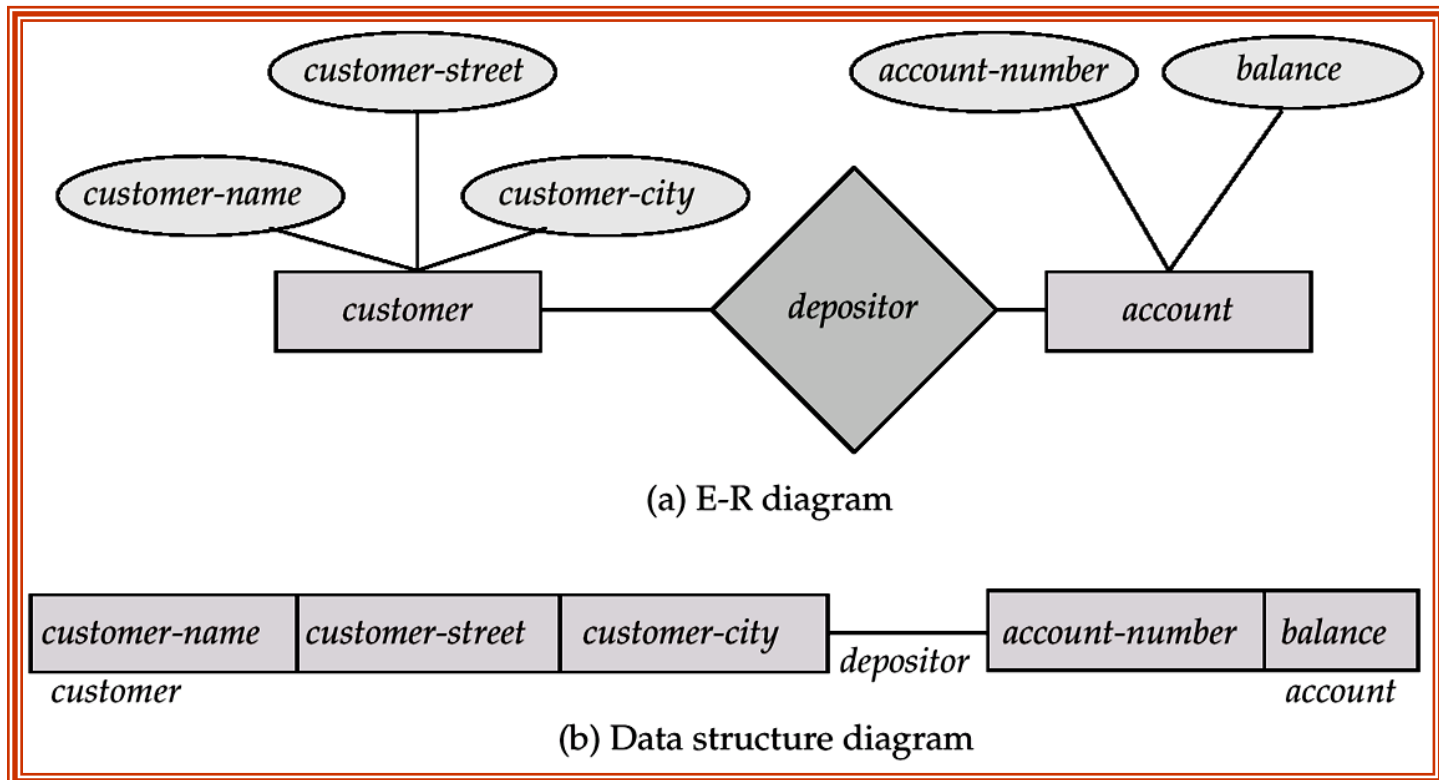 customer-street
account-number
balance
customer-name
customer-city
customer
depositor
account
(a) E-R diagram
customer-name customer-street customer-city account-number balance
depositor
customer
account
(b) Data structure diagram